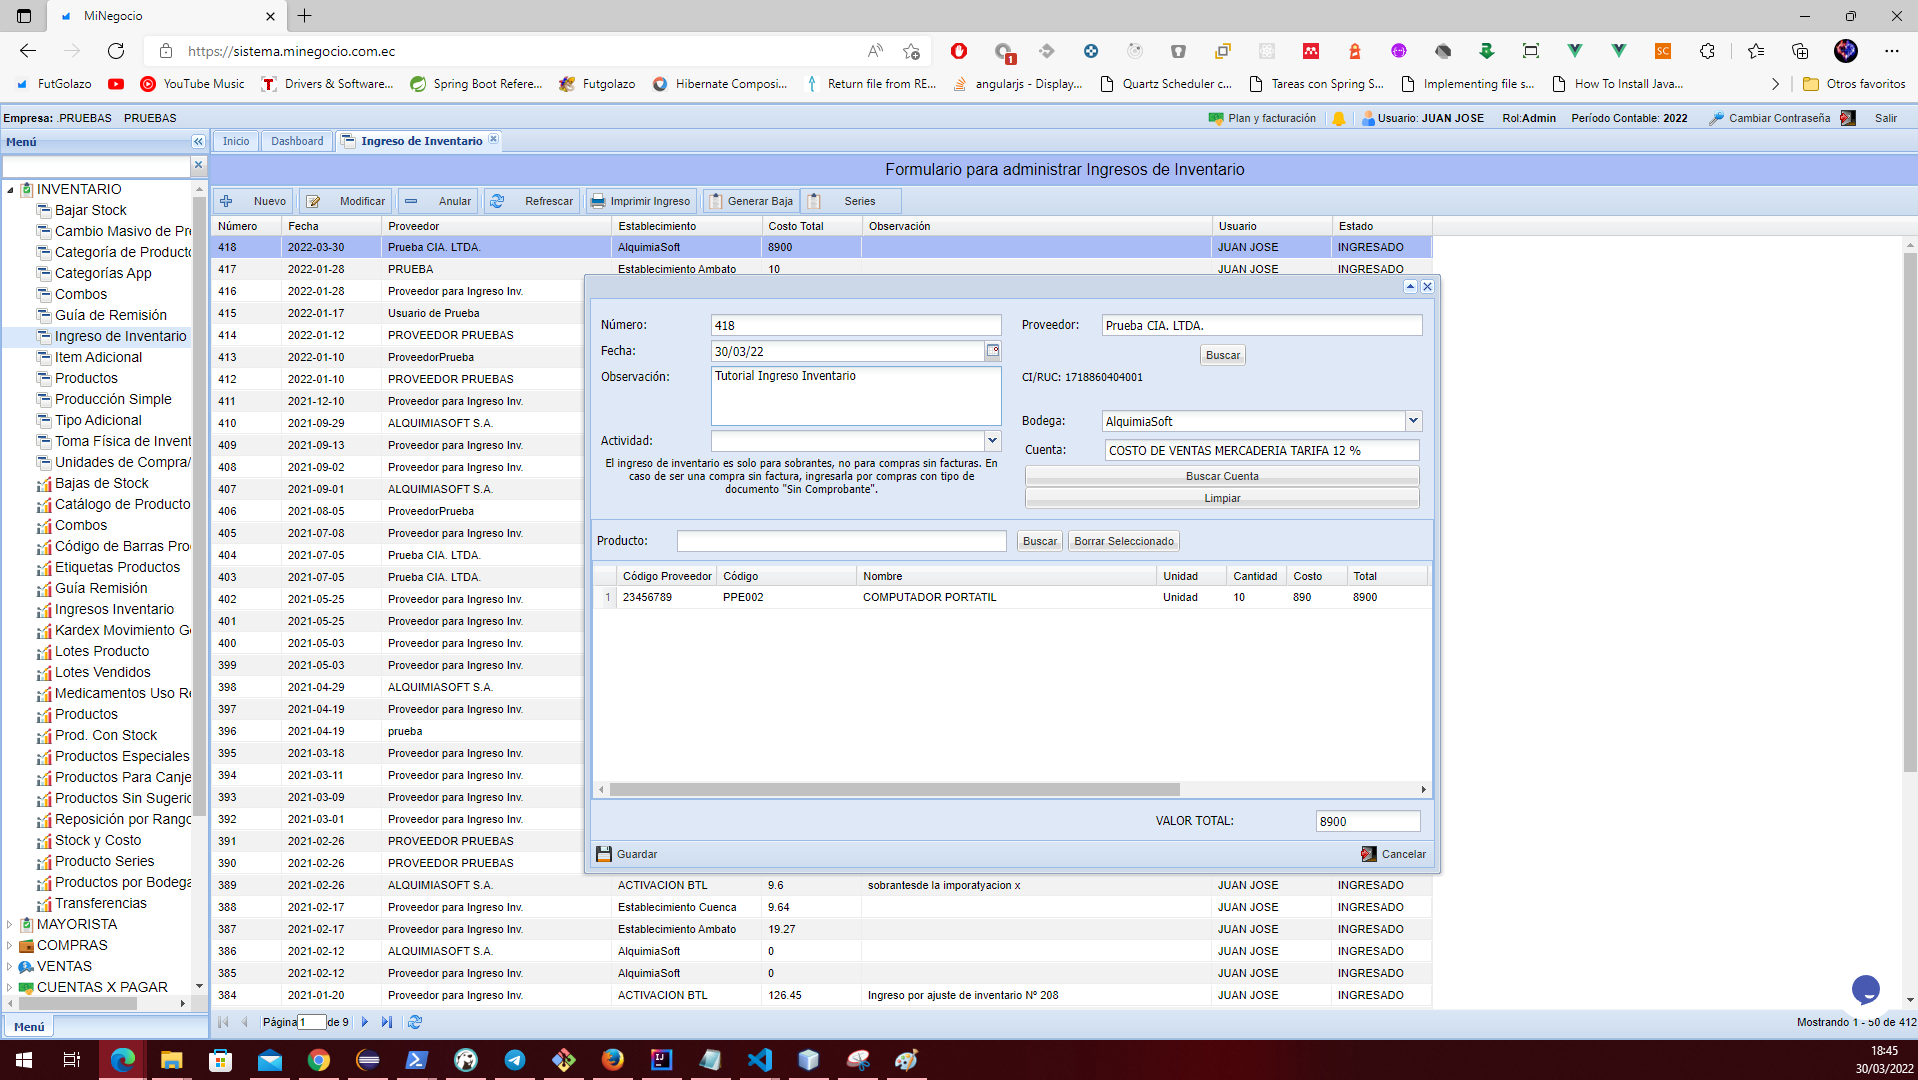 MiNegocio
https://sistema.minegocio.com.ec
FutGolazo
YouTube Music
Drivers & Software...
Spring Boot Refere...
Futgolazo
Hibernate Composi...
Return file from RE...
angularjs - Display...
Quartz Scheduler c...
Tareas con Spring S...
Implementing file s...
How To Install Java...
Otros favoritos
Empresa: .PRUEBAS PRUEBAS
Plan y facturación
Usuario: JUAN JOSE
Rol:Admin
Período Contable: 2022
Cambiar Contraseña
Salir
Menú
Inicio
Dashboard
Ingreso de Inventario
Formulario para administrar Ingresos de Inventario
Nuevo
Modificar
Anular
Refrescar
Imprimir Ingreso
Generar Baja
Series
INVENTARIO
Bajar Stock
Cambio Masivo de Pre
Categoría de Producto
Categorías App
Combos
Guía de Remisión
Ingreso de Inventario
Item Adicional
Productos
Producción Simple
Tipo Adicional
Toma Física de Invent
Unidades de Compra/
Bajas de Stock
Catálogo de Producto
Combos
Código de Barras Pro
Etiquetas Productos
Guía Remisión
Ingresos Inventario
Kardex Movimiento Ge
Lotes Producto
Lotes Vendidos
Medicamentos Uso Re
Productos
Prod. Con Stock
Productos Especiales
Productos Para Canje
Productos Sin Sugeric
Reposición por Rango
Stock y Costo
Producto Series
Productos por Bodega
Transferencias
MAYORISTA
COMPRAS
VENTAS
CUENTAS X PAGAR
Menú
Número Fecha Proveedor Establecimiento Costo Total Observación Usuario Estado
418 2022-03-30 Prueba CIA. LTDA. AlquimiaSoft 8900 JUAN JOSE INGRESADO
417 2022-01-28 PRUEBA Establecimiento Ambato 10 JUAN JOSE INGRESADO
416 2022-01-28 Proveedor para Ingreso Inv.
415 2022-01-17 Usuario de Prueba
414 2022-01-12 PROVEEDOR PRUEBAS
413 2022-01-10 ProveedorPrueba
412 2022-01-10 PROVEEDOR PRUEBAS
411 2021-12-10 Proveedor para Ingreso Inv.
410 2021-09-29 ALQUIMIASOFT S.A.
409 2021-09-13 Proveedor para Ingreso Inv.
408 2021-09-02 Proveedor para Ingreso Inv.
407 2021-09-01 ALQUIMIASOFT S.A.
406 2021-08-05 ProveedorPrueba
405 2021-07-08 Proveedor para Ingreso Inv.
404 2021-07-05 Prueba CIA. LTDA.
403 2021-07-05 Prueba CIA. LTDA.
402 2021-05-25 Proveedor para Ingreso Inv.
401 2021-05-25 Proveedor para Ingreso Inv.
400 2021-05-03 Proveedor para Ingreso Inv.
399 2021-05-03 Proveedor para Ingreso Inv.
398 2021-04-29 ALQUIMIASOFT S.A.
397 2021-04-19 Proveedor para Ingreso Inv.
396 2021-04-19 prueba
395 2021-03-18 Proveedor para Ingreso Inv.
394 2021-03-11 Proveedor para Ingreso Inv.
393 2021-03-09 Proveedor para Ingreso Inv.
392 2021-03-01 Proveedor para Ingreso Inv.
391 2021-02-26 PROVEEDOR PRUEBAS
390 2021-02-26 PROVEEDOR PRUEBAS
389 2021-02-26 ALQUIMIASOFT S.A. ACTIVACION BTL 9.6 sobrantesde la imporatyacion x JUAN JOSE INGRESADO
388 2021-02-17 Proveedor para Ingreso Inv. Establecimiento Cuenca 9.64 JUAN JOSE INGRESADO
387 2021-02-17 Proveedor para Ingreso Inv. Establecimiento Ambato 19.27 JUAN JOSE INGRESADO
386 2021-02-12 ALQUIMIASOFT S.A. AlquimiaSoft 0 JUAN JOSE INGRESADO
385 2021-02-12 Proveedor para Ingreso Inv. AlquimiaSoft 0 JUAN JOSE INGRESADO
384 2021-01-20 Proveedor para Ingreso Inv. ACTIVACION BTL 126.45 Ingreso por ajuste de inventario Nº 208 JUAN JOSE INGRESADO
Página 1 de 9
Mostrando 1 - 50 de 412
Número: 418
Fecha: 30/03/22
Observación: Tutorial Ingreso Inventario
Actividad:
El ingreso de inventario es solo para sobrantes, no para compras sin facturas. En
caso de ser una compra sin factura, ingresarla por compras con tipo de
documento "Sin Comprobante".
Proveedor: Prueba CIA. LTDA.
Buscar
CI/RUC: 1718860404001
Bodega: AlquimiaSoft
Cuenta: COSTO DE VENTAS MERCADERIA TARIFA 12 %
Buscar Cuenta
Limpiar
Producto:
Buscar
Borrar Seleccionado
Código Proveedor Código Nombre Unidad Cantidad Costo Total
1 23456789 PPE002 COMPUTADOR PORTATIL Unidad 10 890 8900
VALOR TOTAL: 8900
Guardar
Cancelar
18:45
30/03/2022